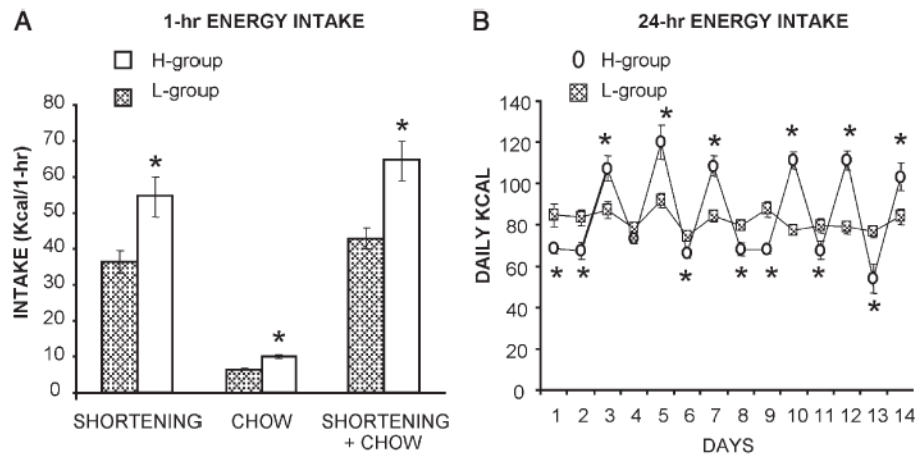 A
1-hr ENERGY INTAKE
H-group
L-group
INTAKE (Kcal/1-hr)
80
70
60
50
40
30
20
10
0
*
*
*
SHORTENING
CHOW
SHORTENING
+ CHOW
B
24-hr ENERGY INTAKE
H-group
L-group
DAILY KCAL
140
120
100
80
60
40
20
0
* * * * * *
* * * * * * *
1 2 3 4 5 6 7 8 9 10 11 12 13 14
DAYS